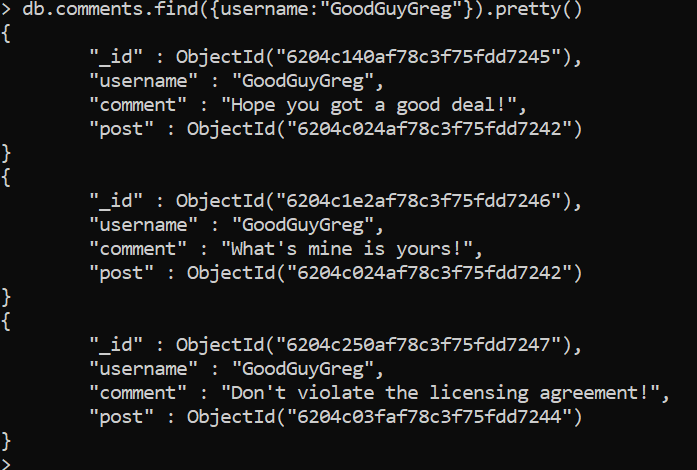 > db.comments.find({username:"GoodGuyGreg"}).pretty()
{
        "_id" : ObjectId("6204c140af78c3f75fdd7245"),
        "username" : "GoodGuyGreg",
        "comment" : "Hope you got a good deal!",
        "post" : ObjectId("6204c024af78c3f75fdd7242")
}
{
        "_id" : ObjectId("6204c1e2af78c3f75fdd7246"),
        "username" : "GoodGuyGreg",
        "comment" : "What's mine is yours!",
        "post" : ObjectId("6204c024af78c3f75fdd7242")
}
{
        "_id" : ObjectId("6204c250af78c3f75fdd7247"),
        "username" : "GoodGuyGreg",
        "comment" : "Don't violate the licensing agreement!",
        "post" : ObjectId("6204c03faf78c3f75fdd7244")
}
>